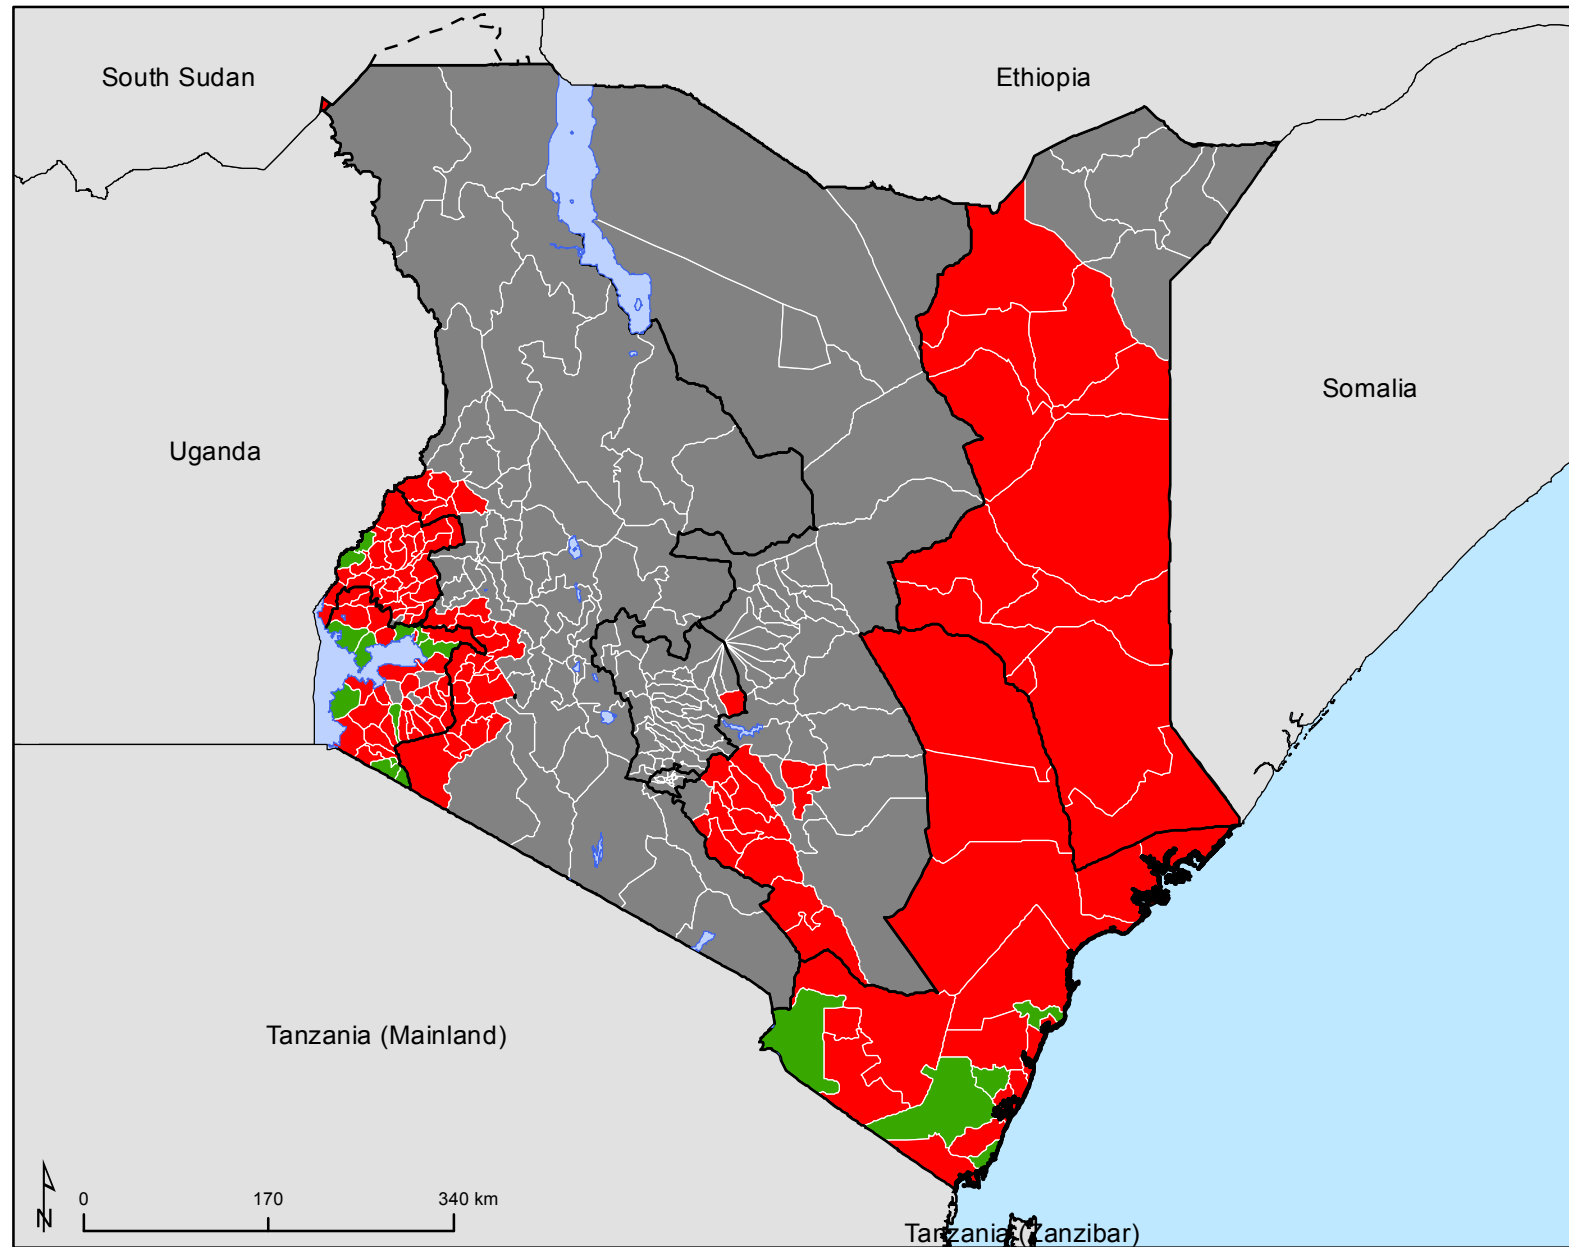 South Sudan
Ethiopia
Somalia
Uganda
Tanzania (Mainland)
N
0 170 340 km
Tanzania (Zanzibar)